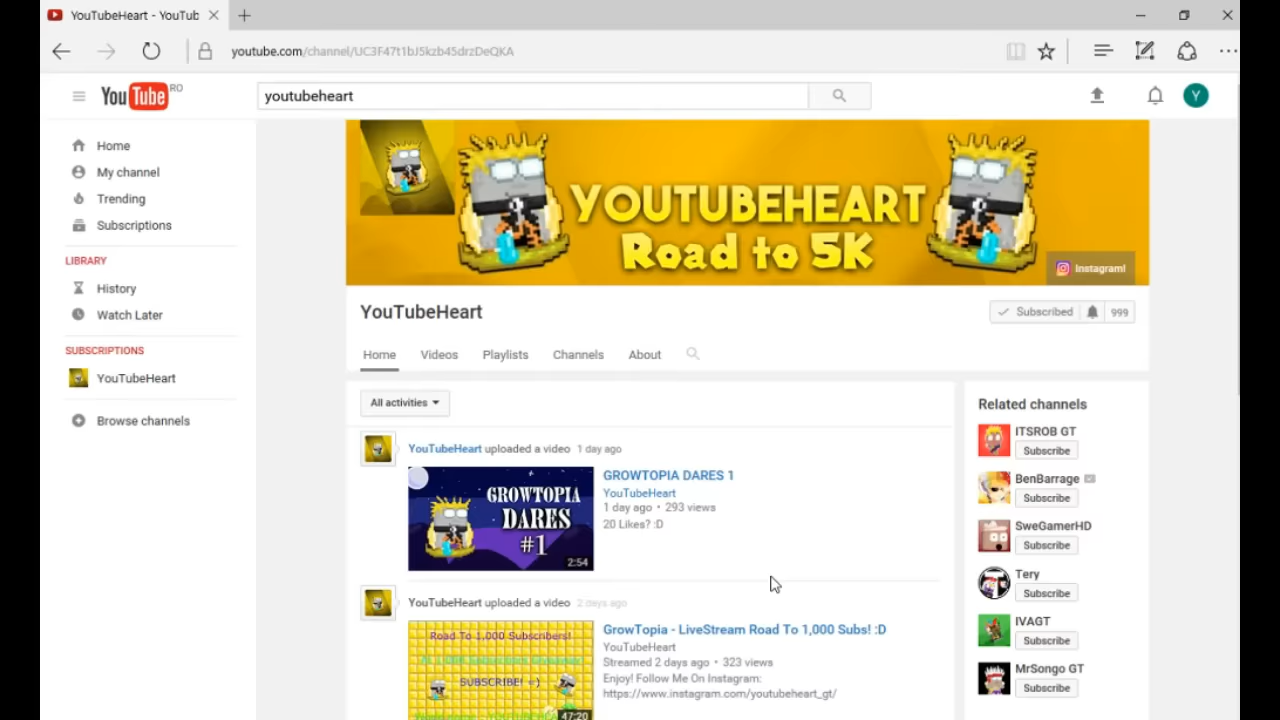 YouTubeHeart - YouTub
youtube.com/channel/UC3F47t1bJ5kzb45drzDeQKA
YouTube RO
youtubeheart
Y
Home
My channel
Trending
Subscriptions
LIBRARY
History
Watch Later
SUBSCRIPTIONS
YouTubeHeart
Browse channels
YOUTUBEHEART
Road to 5K
Instagram!
YouTubeHeart
Subscribed 999
Home Videos Playlists Channels About
All activities
YouTubeHeart uploaded a video 1 day ago
GROWTOPIA
DARES
#1
2:54
GROWTOPIA DARES 1
YouTubeHeart
1 day ago • 293 views
20 Likes? :D
YouTubeHeart uploaded a video 2 days ago
Road To 1,000 Subscribers!
SUBSCRIBE! =)
47:20
GrowTopia - LiveStream Road To 1,000 Subs! :D
YouTubeHeart
Streamed 2 days ago • 323 views
Enjoy! Follow Me On Instagram:
https://www.instagram.com/youtubeheart_gt/
Related channels
ITSROB GT
Subscribe
BenBarrage
Subscribe
SweGamerHD
Subscribe
Tery
Subscribe
IVAGT
Subscribe
MrSongo GT
Subscribe